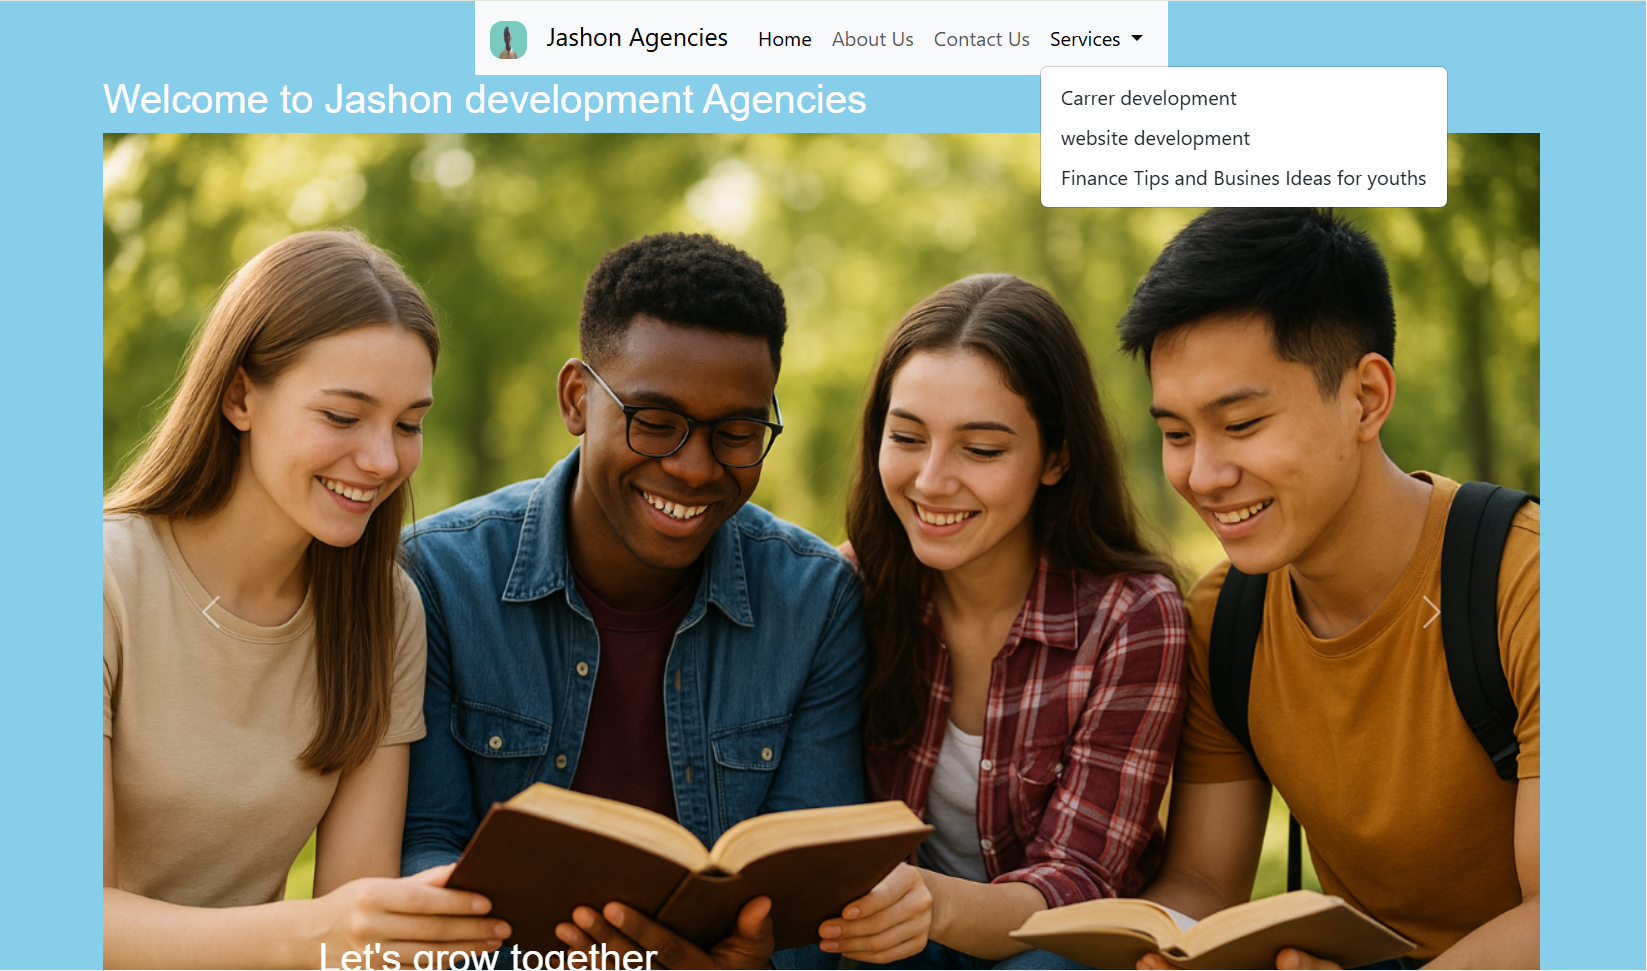 Jashon Agencies Home About Us Contact Us Services
Welcome to Jashon development Agencies
Carrer development
website development
Finance Tips and Busines Ideas for youths
Let's grow together